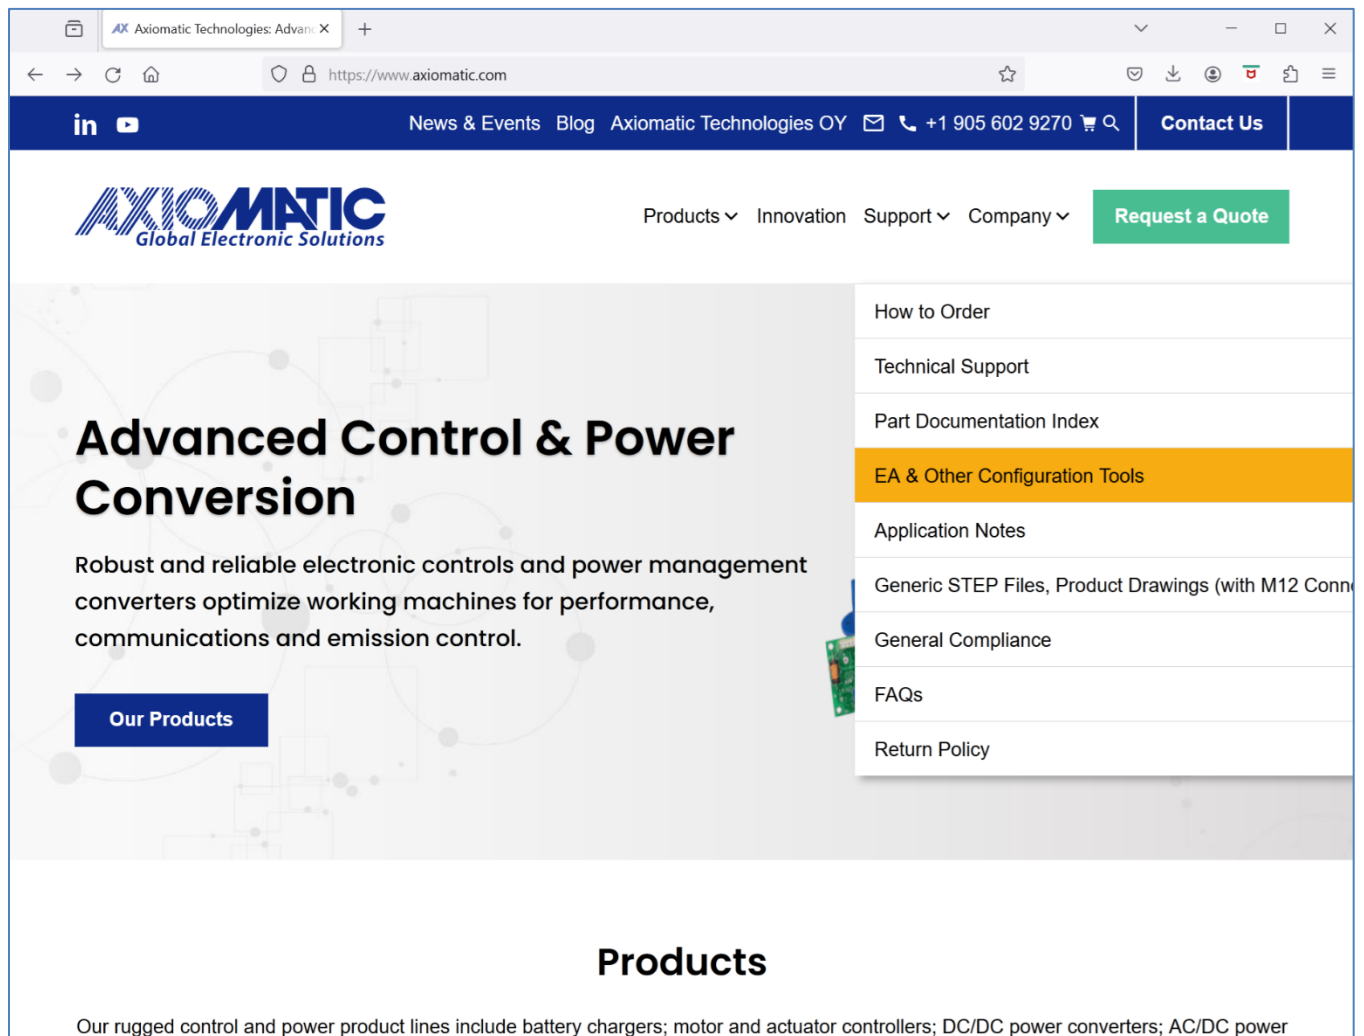 AX Axiomatic Technologies: Advan
https://www.axiomatic.com
in News & Events Blog Axiomatic Technologies OY +1 905 602 9270 Contact Us
AXIOMATIC
Global Electronic Solutions
Products Innovation Support Company Request a Quote
How to Order
Technical Support
Part Documentation Index
EA & Other Configuration Tools
Application Notes
Generic STEP Files, Product Drawings (with M12 Conn
General Compliance
FAQs
Return Policy
Advanced Control & Power
Conversion
Robust and reliable electronic controls and power management
converters optimize working machines for performance,
communications and emission control.
Our Products
Products
Our rugged control and power product lines include battery chargers; motor and actuator controllers; DC/DC power converters; AC/DC power